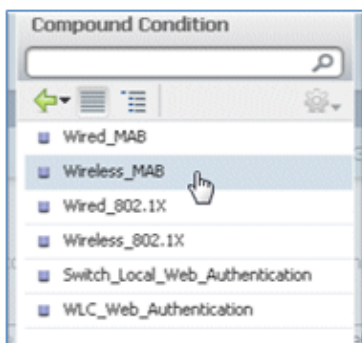 Compound Condition
Wired_MAB
Wireless_MAB
Wired_802.1X
Wireless_802.1X
Switch_Local_Web_Authentication
WLC_Web_Authentication